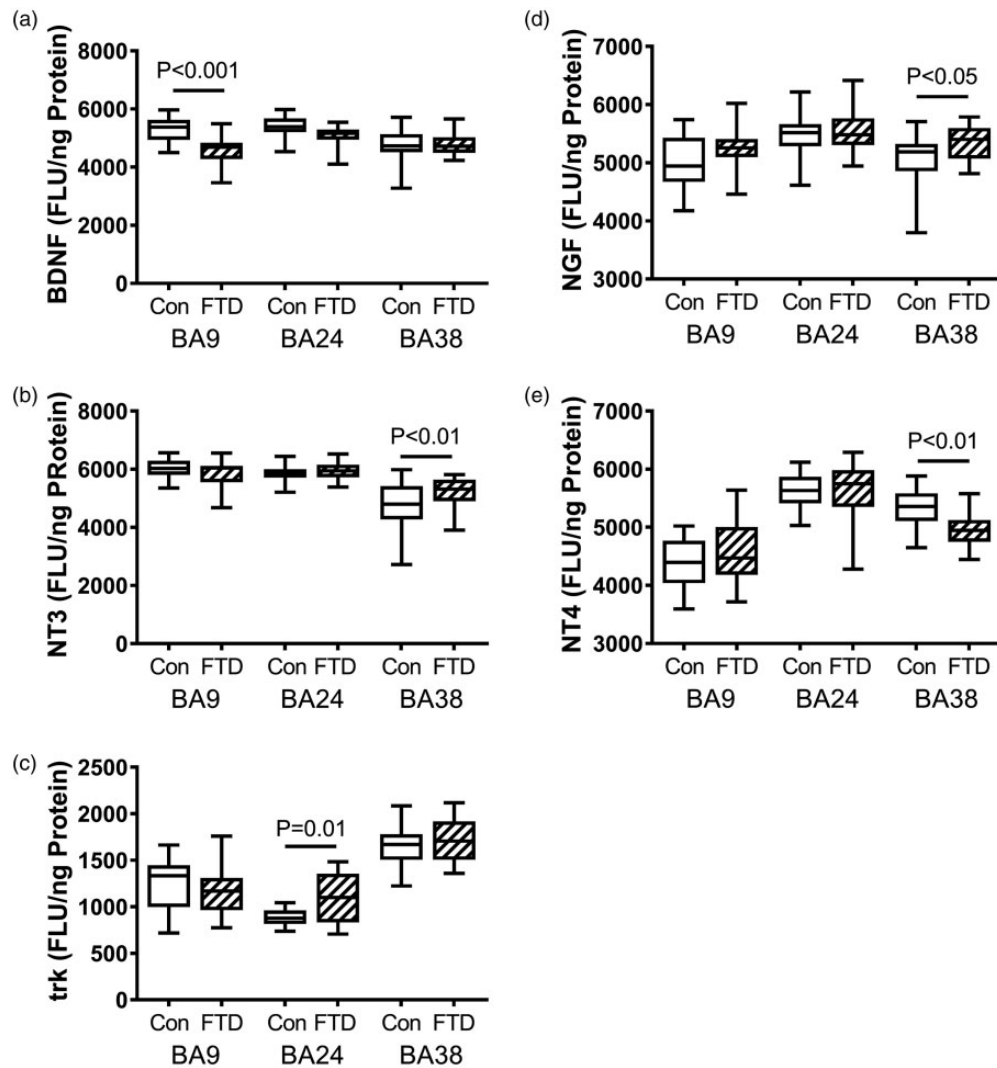 (a)
BDNF (FLU/ng Protein)
8000
6000
4000
2000
0
P<0.001
Con FTD Con FTD Con FTD
BA9 BA24 BA38
(d)
NGF (FLU/ng Protein)
7000
6000
5000
4000
3000
P<0.05
Con FTD Con FTD Con FTD
BA9 BA24 BA38
(b)
NT3 (FLU/ng PRotein)
8000
6000
4000
2000
0
P<0.01
Con FTD Con FTD Con FTD
BA9 BA24 BA38
(e)
NT4 (FLU/ng Protein)
7000
6000
5000
4000
3000
P<0.01
Con FTD Con FTD Con FTD
BA9 BA24 BA38
(c)
trk (FLU/ng Protein)
2500
2000
1500
1000
500
0
P=0.01
Con FTD Con FTD Con FTD
BA9 BA24 BA38